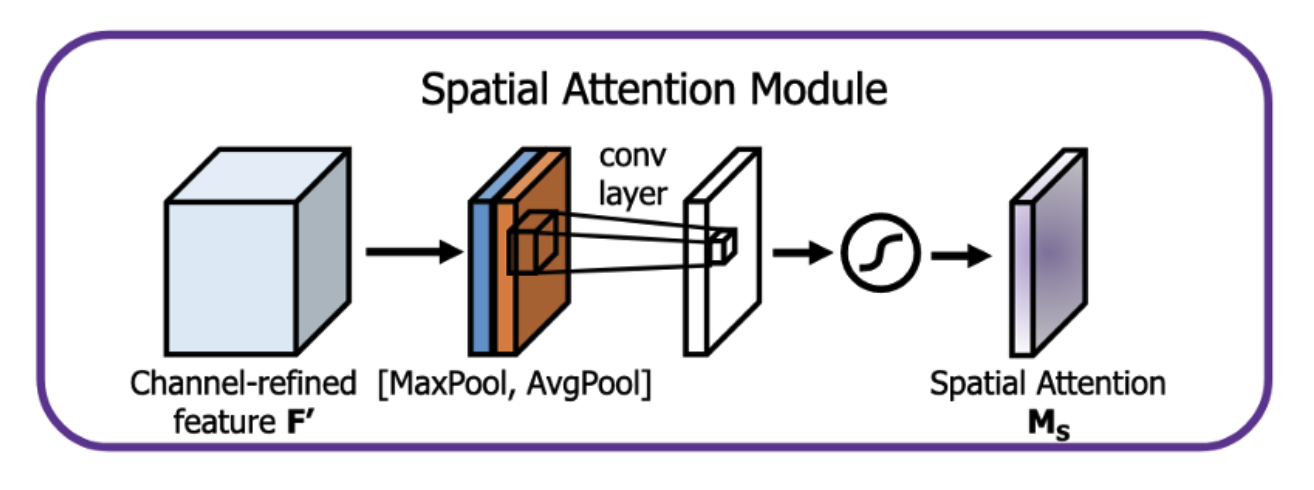 Spatial Attention Module
conv
layer
Channel-refined
feature F’
[MaxPool, AvgPool]
Spatial Attention
Ms